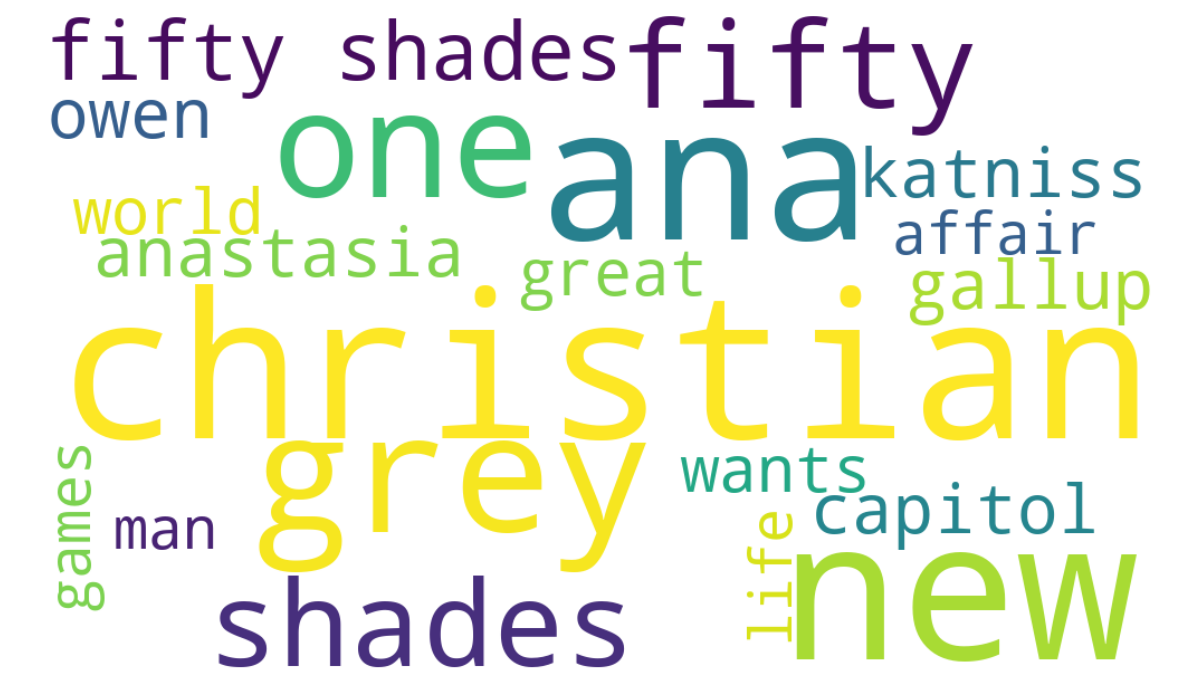 fifty shades
fifty
owen
one
ana
katniss
world
affair
anastasia
great
gallup
christian
grey
games
wants
man
capitol
life
new
shades